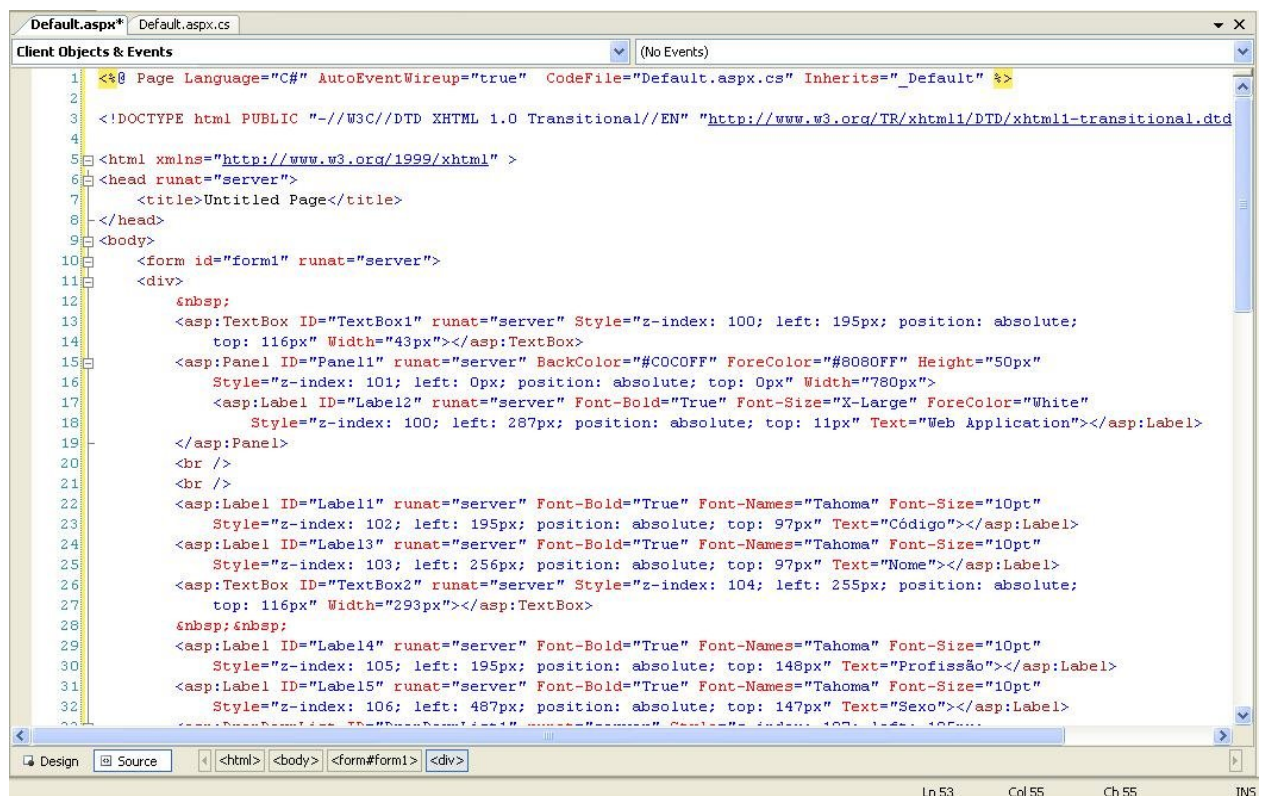 Default.aspx* Default.aspx.cs
Client Objects & Events (No Events)
1 <%@ Page Language="C#" AutoEventWireup="true"  CodeFile="Default.aspx.cs" Inherits="_Default" %>
2
3 <!DOCTYPE html PUBLIC "-//W3C//DTD XHTML 1.0 Transitional//EN" "http://www.w3.org/TR/xhtml1/DTD/xhtml1-transitional.dtd
4
5 <html xmlns="http://www.w3.org/1999/xhtml" >
6 <head runat="server">
7     <title>Untitled Page</title>
8 </head>
9 <body>
10     <form id="form1" runat="server">
11     <div>
12         &nbsp;
13         <asp:TextBox ID="TextBox1" runat="server" Style="z-index: 100; left: 195px; position: absolute;
14             top: 116px" Width="43px"></asp:TextBox>
15         <asp:Panel ID="Panel1" runat="server" BackColor="#C0C0FF" ForeColor="#8080FF" Height="50px"
16             Style="z-index: 101; left: 0px; position: absolute; top: 0px" Width="780px">
17             <asp:Label ID="Label2" runat="server" Font-Bold="True" Font-Size="X-Large" ForeColor="White"
18                 Style="z-index: 100; left: 287px; position: absolute; top: 11px" Text="Web Application"></asp:Label>
19         </asp:Panel>
20         <br />
21         <br />
22         <asp:Label ID="Label1" runat="server" Font-Bold="True" Font-Names="Tahoma" Font-Size="10pt"
23             Style="z-index: 102; left: 195px; position: absolute; top: 97px" Text="Código"></asp:Label>
24         <asp:Label ID="Label3" runat="server" Font-Bold="True" Font-Names="Tahoma" Font-Size="10pt"
25             Style="z-index: 103; left: 256px; position: absolute; top: 97px" Text="Nome"></asp:Label>
26         <asp:TextBox ID="TextBox2" runat="server" Style="z-index: 104; left: 255px; position: absolute;
27             top: 116px" Width="293px"></asp:TextBox>
28         &nbsp;&nbsp;
29         <asp:Label ID="Label4" runat="server" Font-Bold="True" Font-Names="Tahoma" Font-Size="10pt"
30             Style="z-index: 105; left: 195px; position: absolute; top: 148px" Text="Profissão"></asp:Label>
31         <asp:Label ID="Label5" runat="server" Font-Bold="True" Font-Names="Tahoma" Font-Size="10pt"
32             Style="z-index: 106; left: 487px; position: absolute; top: 147px" Text="Sexo"></asp:Label>
Design Source <html> <body> <form#form1> <div>
Ln 53 Col 55 Ch 55 INS